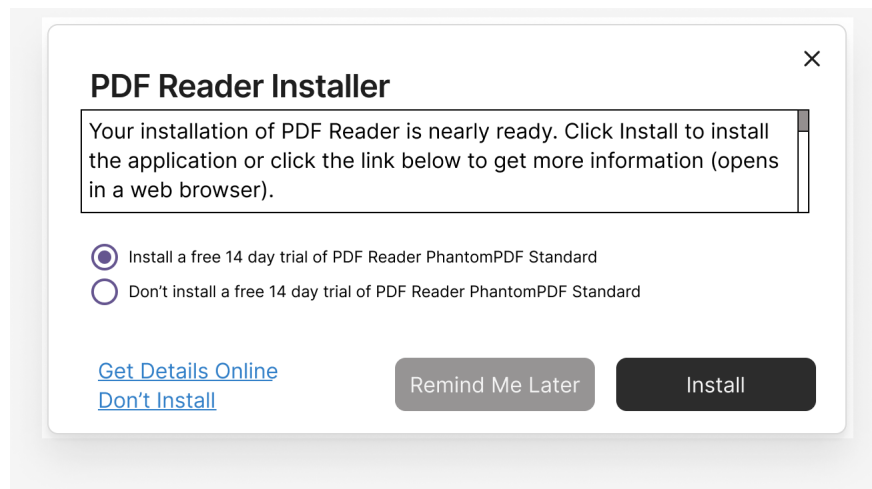 PDF Reader Installer
Your installation of PDF Reader is nearly ready. Click Install to install
the application or click the link below to get more information (opens
in a web browser).
Install a free 14 day trial of PDF Reader PhantomPDF Standard
Don’t install a free 14 day trial of PDF Reader PhantomPDF Standard
Get Details Online
Don’t Install
Remind Me Later
Install